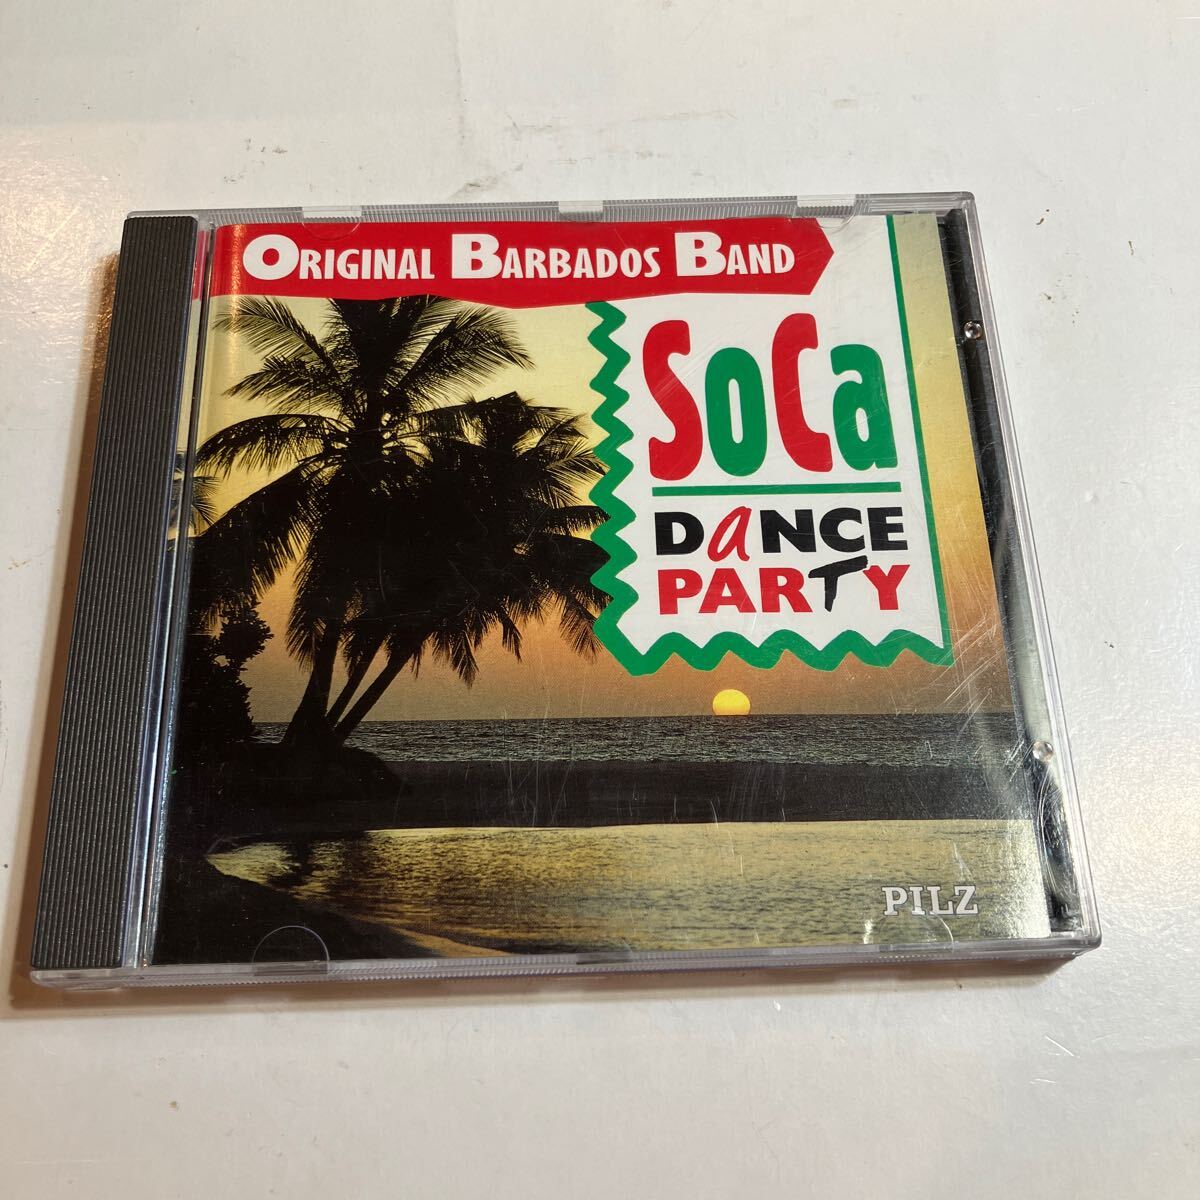 ORIGINAL BARBADOS BAND
SoCa
DaNCE
PARTY
PILZ